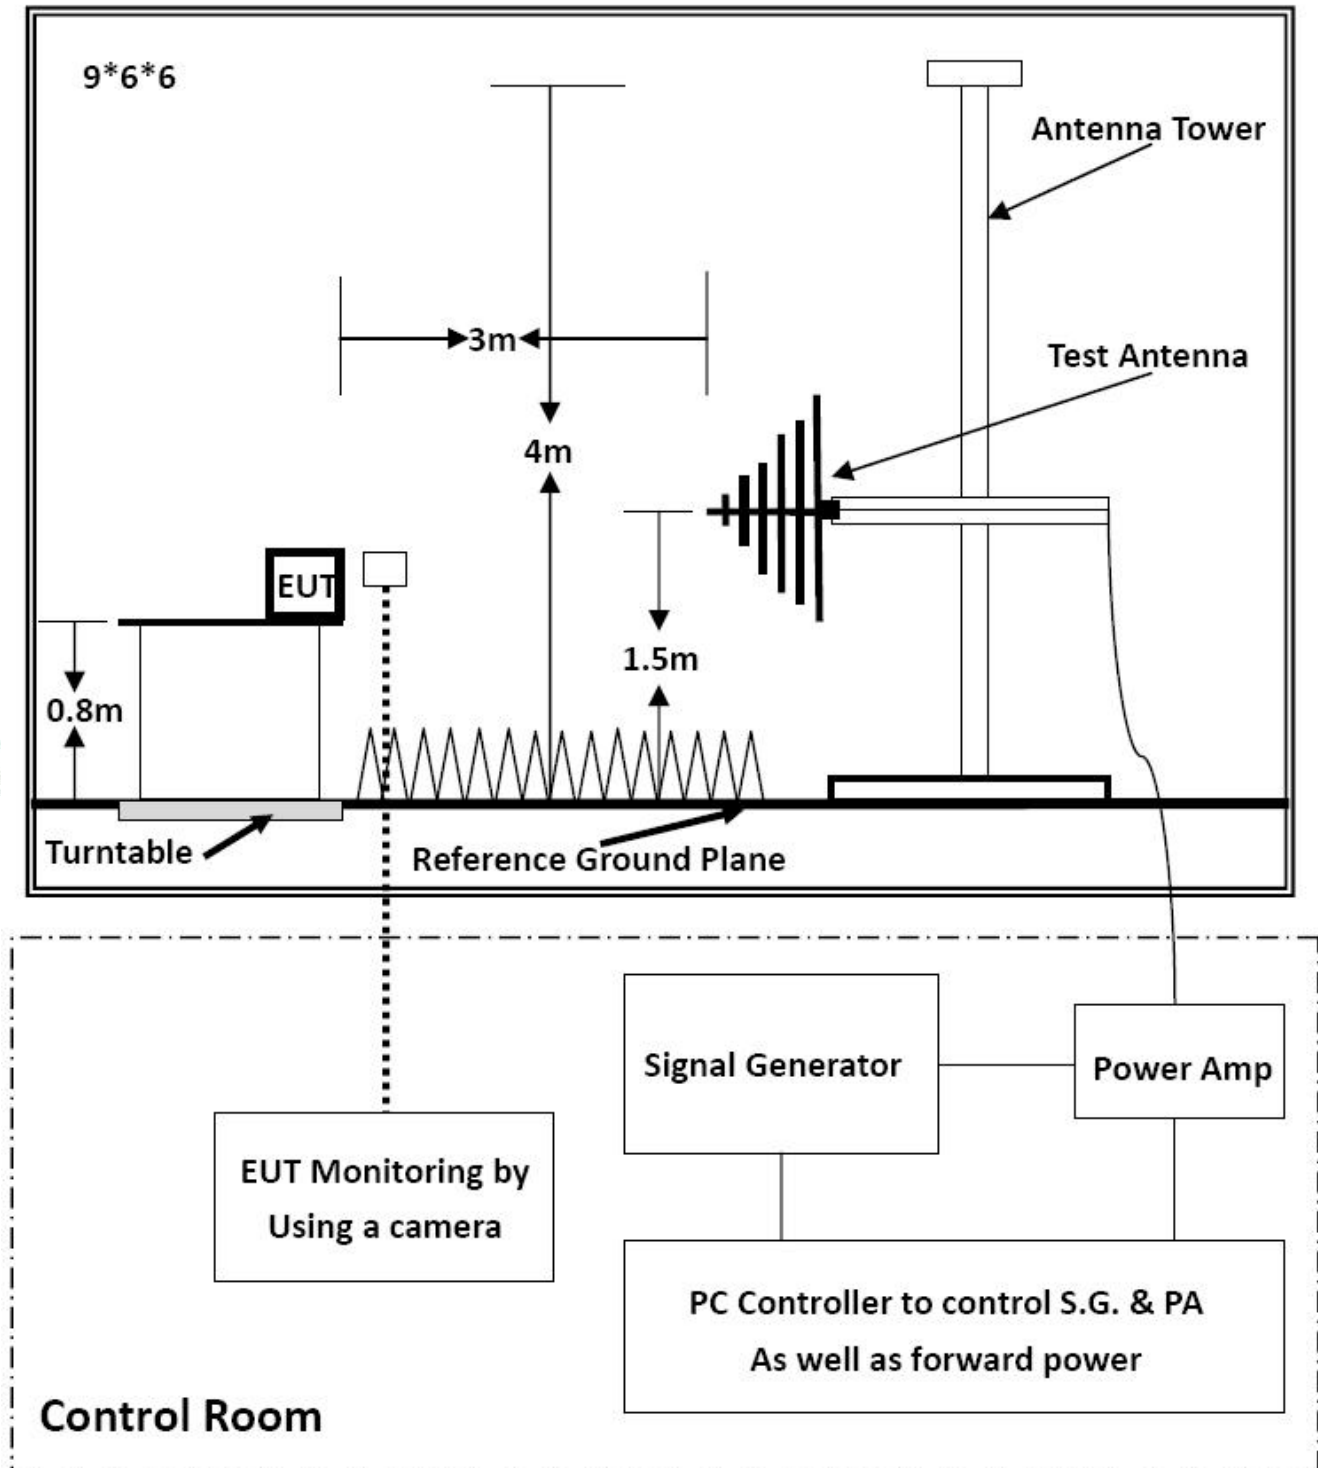 9*6*6
Antenna Tower
3m
Test Antenna
4m
EUT
1.5m
0.8m
Turntable
Reference Ground Plane
Signal Generator
Power Amp
EUT Monitoring by
Using a camera
PC Controller to control S.G. & PA
As well as forward power
Control Room